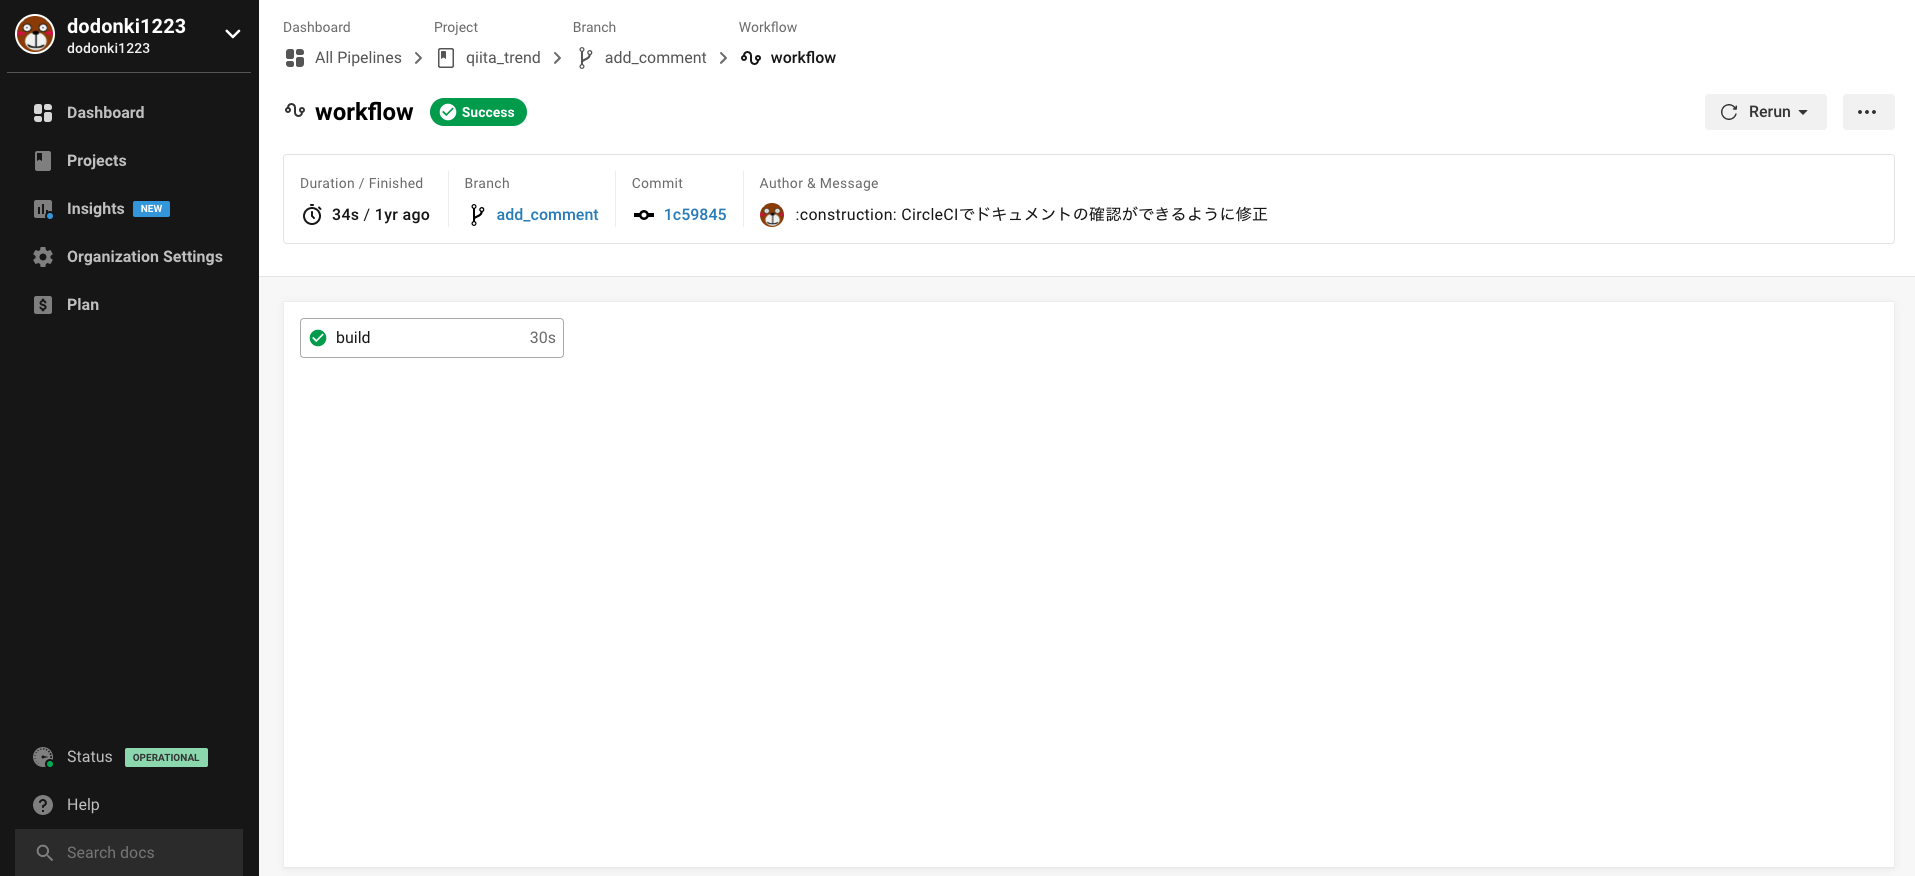 dodonki1223
dodonki1223
Dashboard
Projects
Insights NEW
Organization Settings
Plan
Status OPERATIONAL
Help
Search docs
Dashboard Project Branch Workflow
All Pipelines qiita_trend add_comment workflow
workflow Success
Rerun
Duration / Finished Branch Commit Author & Message
34s / 1yr ago add_comment 1c59845 :construction: CircleCIでドキュメントの確認ができるように修正
build 30s